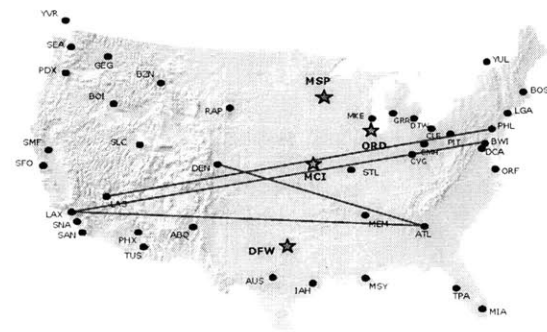 YVR
SEA
GEG
PDX
BZN
BOI
RAP
MSP
YUL
BOS
LGA
MKE
GRR
DTW
CLE
PHL
ORD
PIT
BWI
CMH
DCA
CVG
SMF
SFO
SLC
DEN
MCI
STL
ORF
LAS
LAX
SNA
SAN
PHX
TUS
ABQ
MEM
ATL
DFW
AUS
IAH
MSY
TPA
MIA